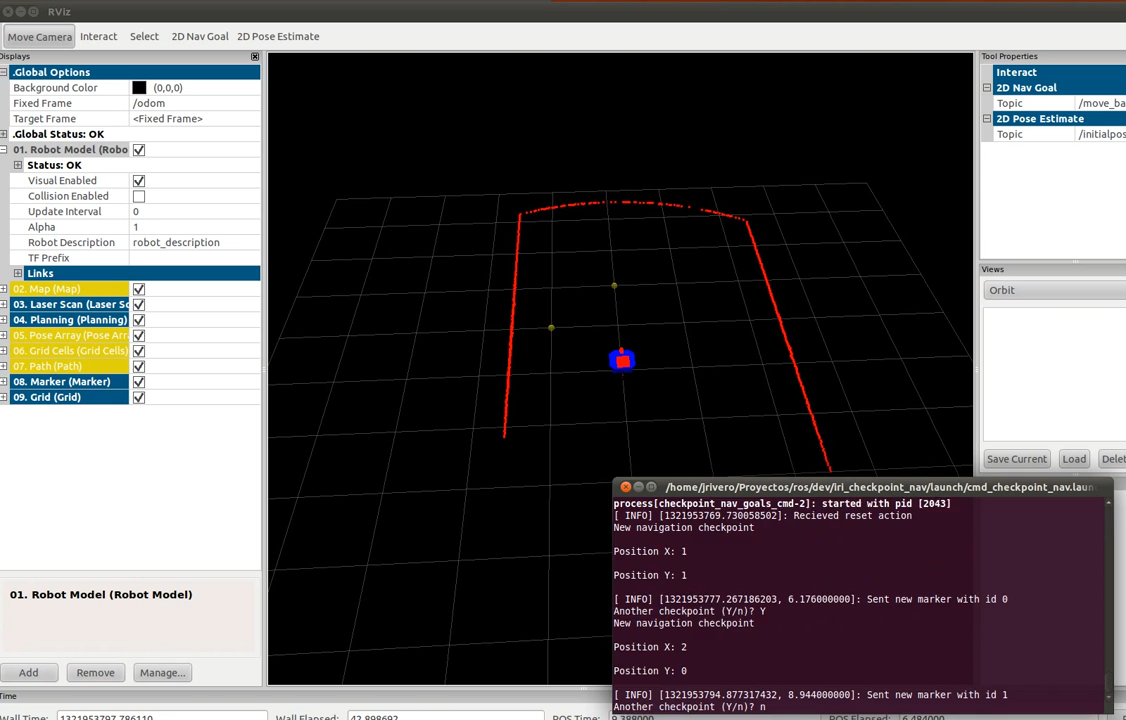 RViz
Move Camera Interact Select 2D Nav Goal 2D Pose Estimate
Displays
.Global Options
Background Color (0,0,0)
Fixed Frame /odom
Target Frame <Fixed Frame>
.Global Status: OK
01. Robot Model (Robo
Status: OK
Visual Enabled
Collision Enabled
Update Interval 0
Alpha 1
Robot Description robot_description
TF Prefix
Links
02. Map (Map)
03. Laser Scan (Laser Sc
04. Planning (Planning)
05. Pose Array (Pose Arr
06. Grid Cells (Grid Cells)
07. Path (Path)
08. Marker (Marker)
09. Grid (Grid)
01. Robot Model (Robot Model)
Add Remove Manage...
Time
Wall Time: 1321953797.786110 Wall Elapsed: 42.898692 ROS Time: 9.388000 ROS Elapsed: 6.484000
Tool Properties
Interact
2D Nav Goal
Topic /move_ba
2D Pose Estimate
Topic /initialpos
Views
Orbit
Save Current Load Delet
/home/jrivero/Proyectos/ros/dev/iri_checkpoint_nav/launch/cmd_checkpoint_nav.laun
process[checkpoint_nav_goals_cmd-2]: started with pid [2043]
[ INFO] [1321953769.730058502]: Recieved reset action
New navigation checkpoint
Position X: 1
Position Y: 1
[ INFO] [1321953777.267186203, 6.176000000]: Sent new marker with id 0
Another checkpoint (Y/n)? Y
New navigation checkpoint
Position X: 2
Position Y: 0
[ INFO] [1321953794.877317432, 8.944000000]: Sent new marker with id 1
Another checkpoint (Y/n)? n